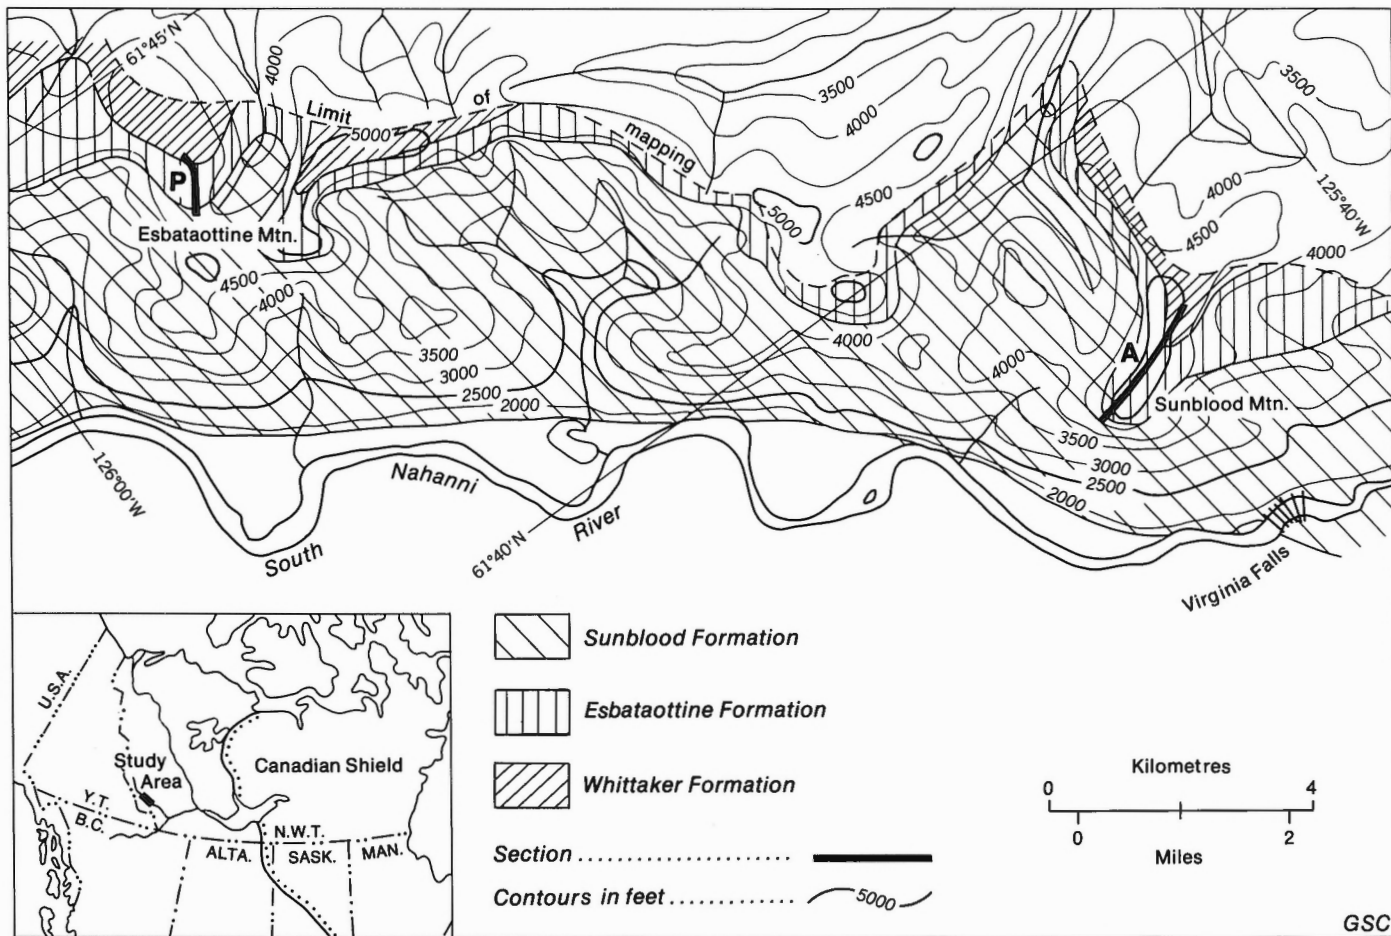 61°45'N
4000
Limit
of
mapping
5000
3500
4000
4500
5000
3500
4000
125°40'W
4500
4000
P
Esbataottine Mtn.
4500
4000
3500
3000
2500
2000
4000
4000
A
Sunblood Mtn.
3500
3000
2500
2000
126°00'W
South
Nahanni
River
61°40'N
Virginia Falls
U.S.A.
Study
Area
Canadian Shield
Y.T.
B.C.
N.W.T.
ALTA.
SASK.
MAN.
Sunblood Formation
Esbataottine Formation
Whittaker Formation
Section ......................
Contours in feet ............
5000
Kilometres
0 4
0 2
Miles
GSC